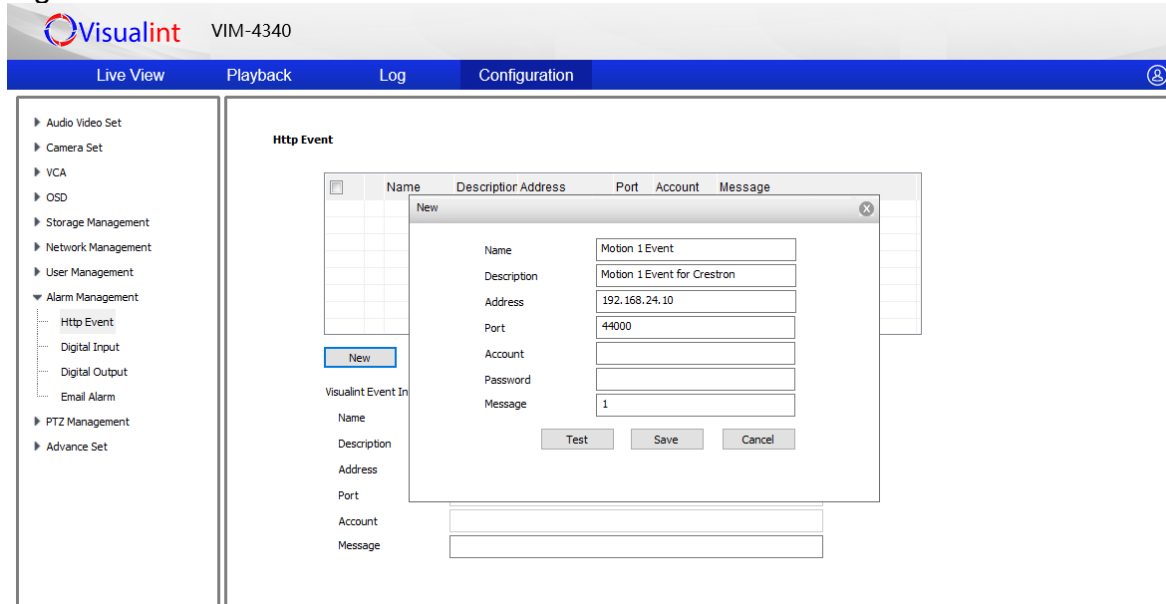 Visualint VIM-4340
Live View Playback Log Configuration
Audio Video Set
Camera Set
VCA
OSD
Storage Management
Network Management
User Management
Alarm Management
Http Event
Digital Input
Digital Output
Email Alarm
PTZ Management
Advance Set
Http Event
Name Description Address Port Account Message
New
Name Motion 1 Event
Description Motion 1 Event for Crestron
Address 192.168.24.10
Port 44000
Account
Password
Message 1
Test Save Cancel
New
Visualint Event In
Name
Description
Address
Port
Account
Message